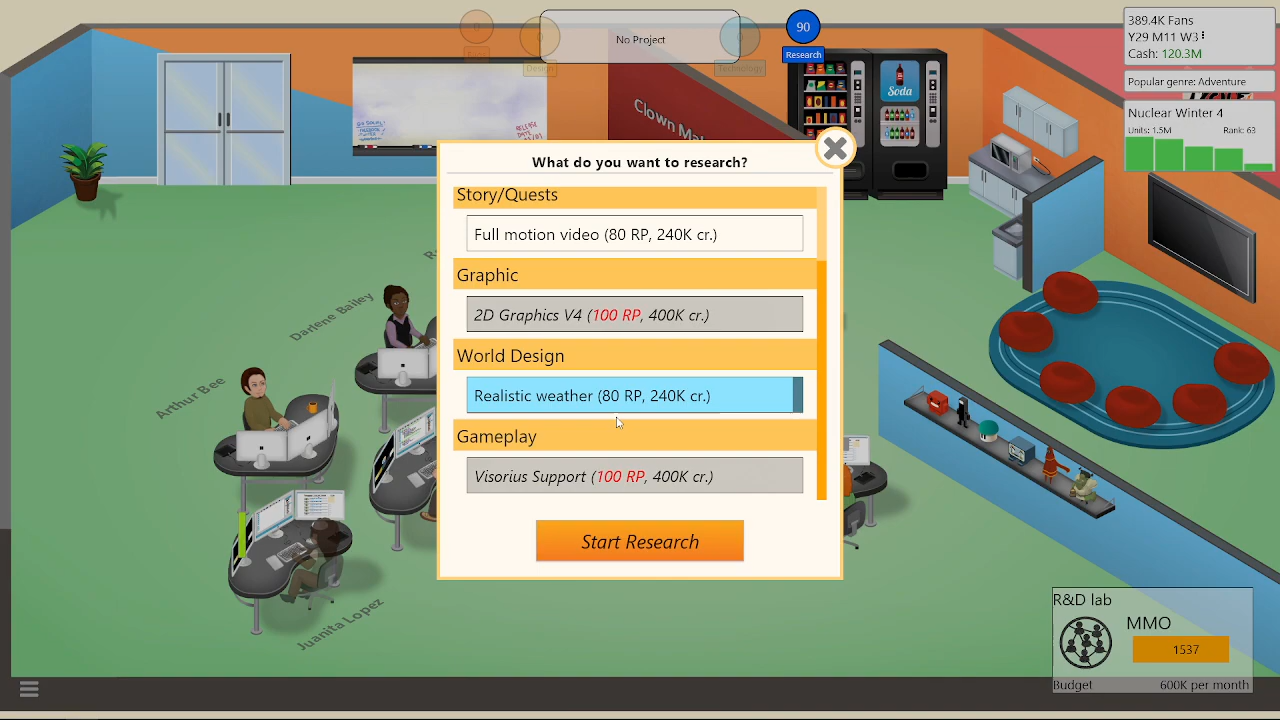 No Project
90
Research
Design
Technology
389.4K Fans
Y29 M11 W3
Cash: 120.3M
Popular genre: Adventure
Nuclear Winter 4
Units: 1.5M
Rank: 63
Soda
Clown Ma
What do you want to research?
Story/Quests
Full motion video (80 RP, 240K cr.)
Graphic
2D Graphics V4 (100 RP, 400K cr.)
World Design
Realistic weather (80 RP, 240K cr.)
Gameplay
Visorius Support (100 RP, 400K cr.)
Start Research
Darlene Bailey
Arthur Bee
Juanita Lopez
R&D lab
MMO
1537
Budget
600K per month